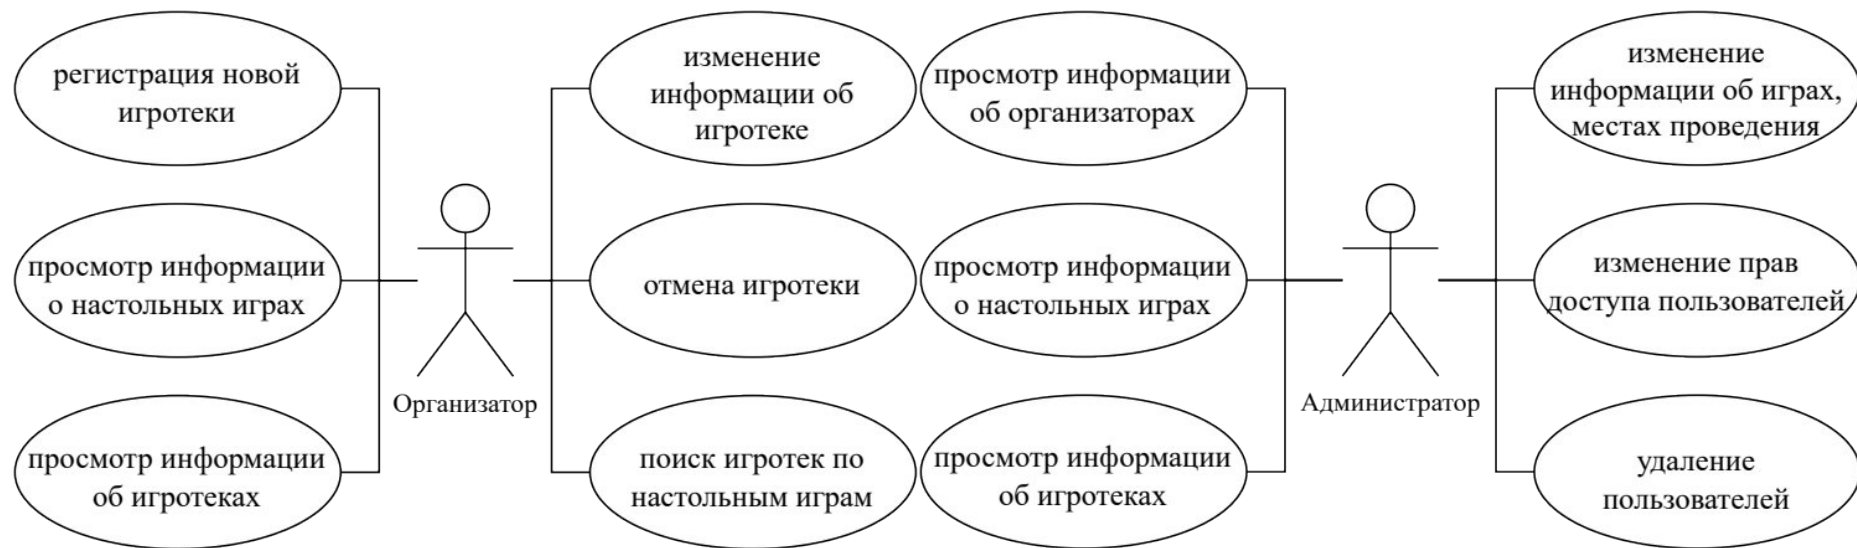 регистрация новой
игротеки
просмотр информации
о настольных играх
просмотр информации
об игротеках
Организатор
изменение
информации об
игротеке
отмена игротеки
поиск игротек по
настольным играм
просмотр информации
об организаторах
просмотр информации
о настольных играх
просмотр информации
об игротеках
Администратор
изменение
информации об играх,
местах проведения
изменение прав
доступа пользователей
удаление
пользователей